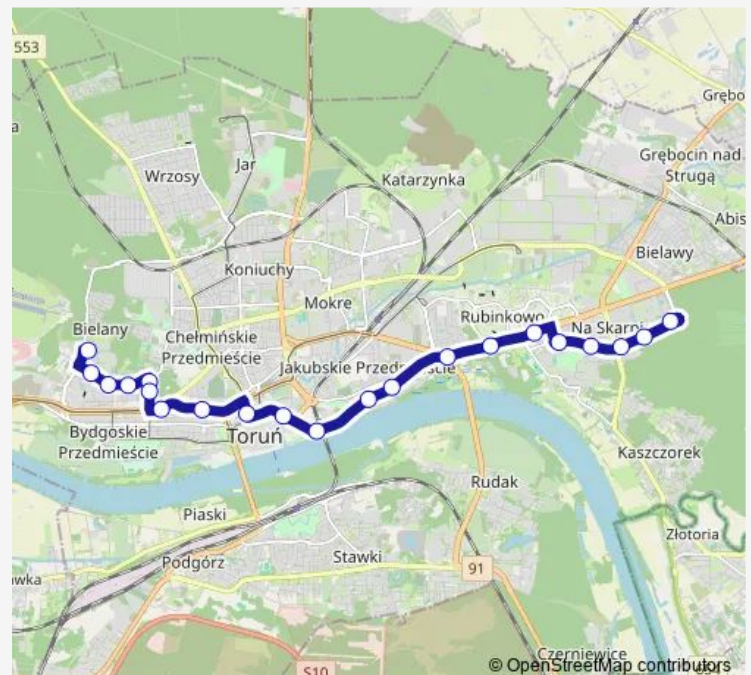 553
Grębo
a
Grębocin nad
Strugą
Jar
Wrzosy
Katarzynka
Abis
Bielawy
Koniuchy
Mokre
Rubinkowo
Na Skarpi
Bielany
Chełmińskie
Przedmieście
Jakubskie Przedmieście
Bydgoskie
Przedmieście
Toruń
Kaszczorek
Rudak
Piaski
Złotoria
Stawki
Podgórz
wka
91
Czerniewice
S10
© OpenStreetMap contributors